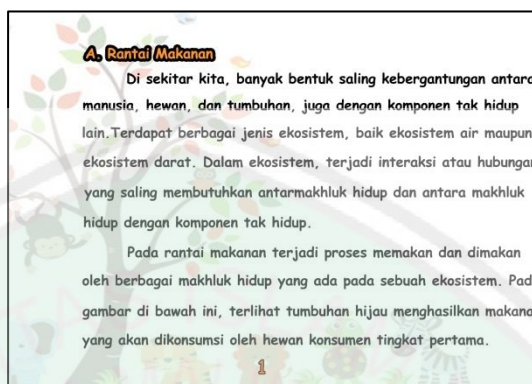 A. Rantai Makanan
Di sekitar kita, banyak bentuk saling kebergantungan antara
manusia, hewan, dan tumbuhan, juga dengan komponen tak hidup
lain.Terdapat berbagai jenis ekosistem, baik ekosistem air maupun
ekosistem darat. Dalam ekosistem, terjadi interaksi atau hubungan
yang saling membutuhkan antarmakhluk hidup dan antara makhluk
hidup dengan komponen tak hidup.
Pada rantai makanan terjadi proses memakan dan dimakan
oleh berbagai makhluk hidup yang ada pada sebuah ekosistem. Pad
gambar di bawah ini, terlihat tumbuhan hijau menghasilkan makana
yang akan dikonsumsi oleh hewan konsumen tingkat pertama.
1